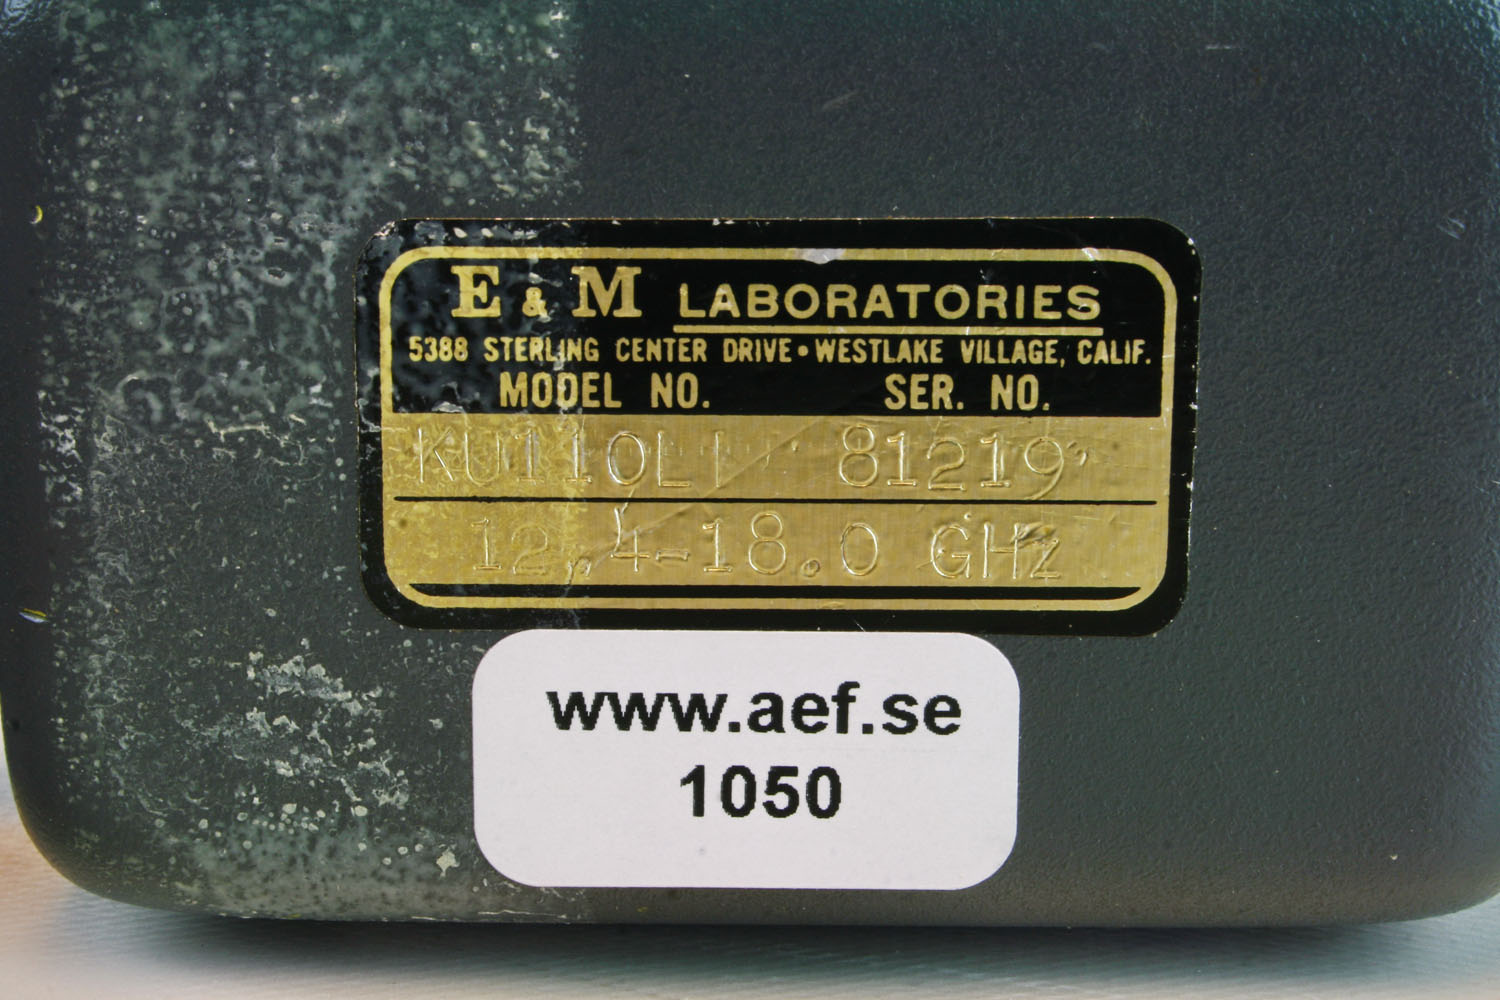 E & M LABORATORIES
5388 STERLING CENTER DRIVE • WESTLAKE VILLAGE, CALIF.
MODEL NO. SER. NO.
KU110LI 81219
12.4-18.0 GHz
www.aef.se
1050